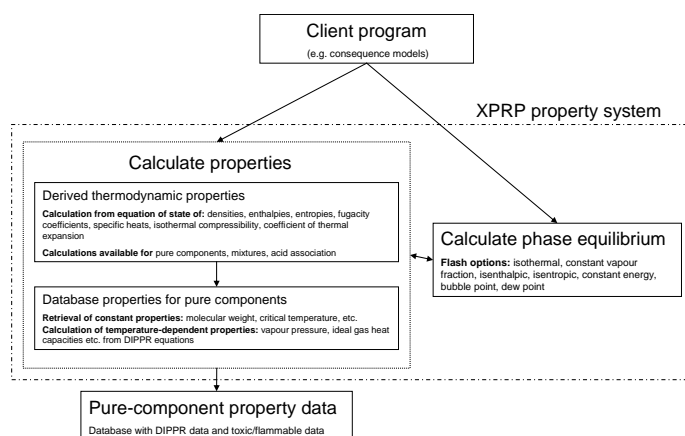 Client program
(e.g. consequence models)
XPRP property system
Calculate properties
Derived thermodynamic properties
Calculation from equation of state of: densities, enthalpies, entropies, fugacity
coefficients, specific heats, isothermal compressibility, coefficient of thermal
expansion
Calculations available for pure components, mixtures, acid association
Database properties for pure components
Retrieval of constant properties: molecular weight, critical temperature, etc.
Calculation of temperature-dependent properties: vapour pressure, ideal gas heat
capacities etc. from DIPPR equations
Calculate phase equilibrium
Flash options: isothermal, constant vapour
fraction, isenthalpic, isentropic, constant energy,
bubble point, dew point
Pure-component property data
Database with DIPPR data and toxic/flammable data